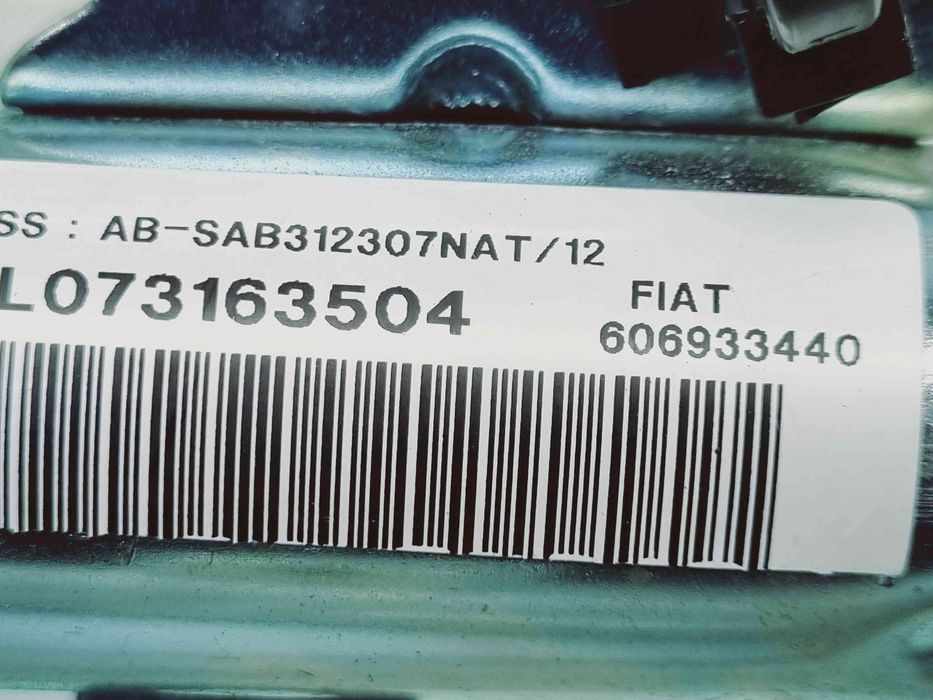 SS : AB-SAB312307NAT/12
L073163504
FIAT
606933440